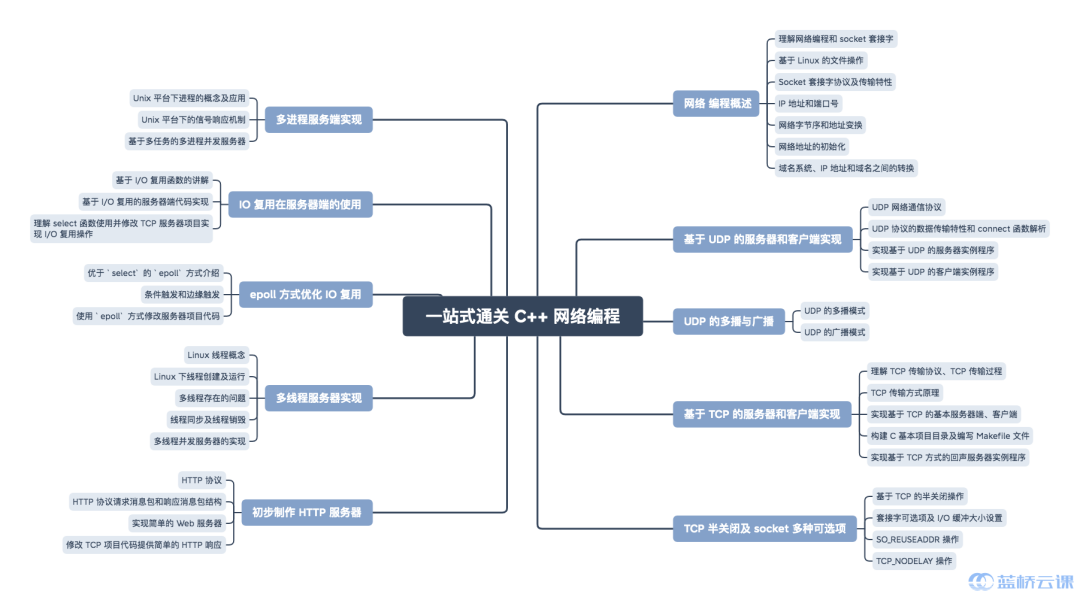 一站式通关 C++ 网络编程
网络 编程概述
理解网络编程和 socket 套接字
基于 Linux 的文件操作
Socket 套接字协议及传输特性
IP 地址和端口号
网络字节序和地址变换
网络地址的初始化
域名系统、IP 地址和域名之间的转换
基于 UDP 的服务器和客户端实现
UDP 网络通信协议
UDP 协议的数据传输特性和 connect 函数解析
实现基于 UDP 的服务器实例程序
实现基于 UDP 的客户端实例程序
UDP 的多播与广播
UDP 的多播模式
UDP 的广播模式
基于 TCP 的服务器和客户端实现
理解 TCP 传输协议、TCP 传输过程
TCP 传输方式原理
实现基于 TCP 的基本服务器端、客户端
构建 C 基本项目目录及编写 Makefile 文件
实现基于 TCP 方式的回声服务器实例程序
TCP 半关闭及 socket 多种可选项
基于 TCP 的半关闭操作
套接字可选项及 I/O 缓冲大小设置
SO_REUSEADDR 操作
TCP_NODELAY 操作
多进程服务端实现
Unix 平台下进程的概念及应用
Unix 平台下的信号响应机制
基于多任务的多进程并发服务器
IO 复用在服务器端的使用
基于 I/O 复用函数的讲解
基于 I/O 复用的服务器端代码实现
理解 select 函数使用并修改 TCP 服务器项目实
现 I/O 复用操作
epoll 方式优化 IO 复用
优于 `select` 的 `epoll` 方式介绍
条件触发和边缘触发
使用 `epoll` 方式修改服务器项目代码
多线程服务器实现
Linux 线程概念
Linux 下线程创建及运行
多线程存在的问题
线程同步及线程销毁
多线程并发服务器的实现
初步制作 HTTP 服务器
HTTP 协议
HTTP 协议请求消息包和响应消息包结构
实现简单的 Web 服务器
修改 TCP 项目代码提供简单的 HTTP 响应
蓝桥云课